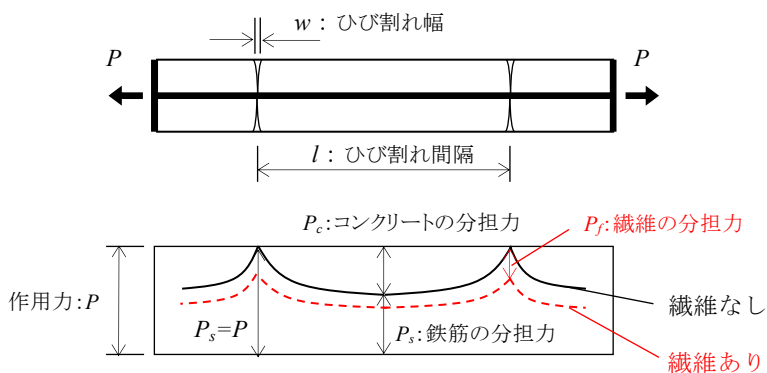 w：ひび割れ幅
P
P
l：ひび割れ間隔
Pc:コンクリートの分担力
Pf:繊維の分担力
作用力:P
繊維なし
Ps=P
Ps:鉄筋の分担力
繊維あり